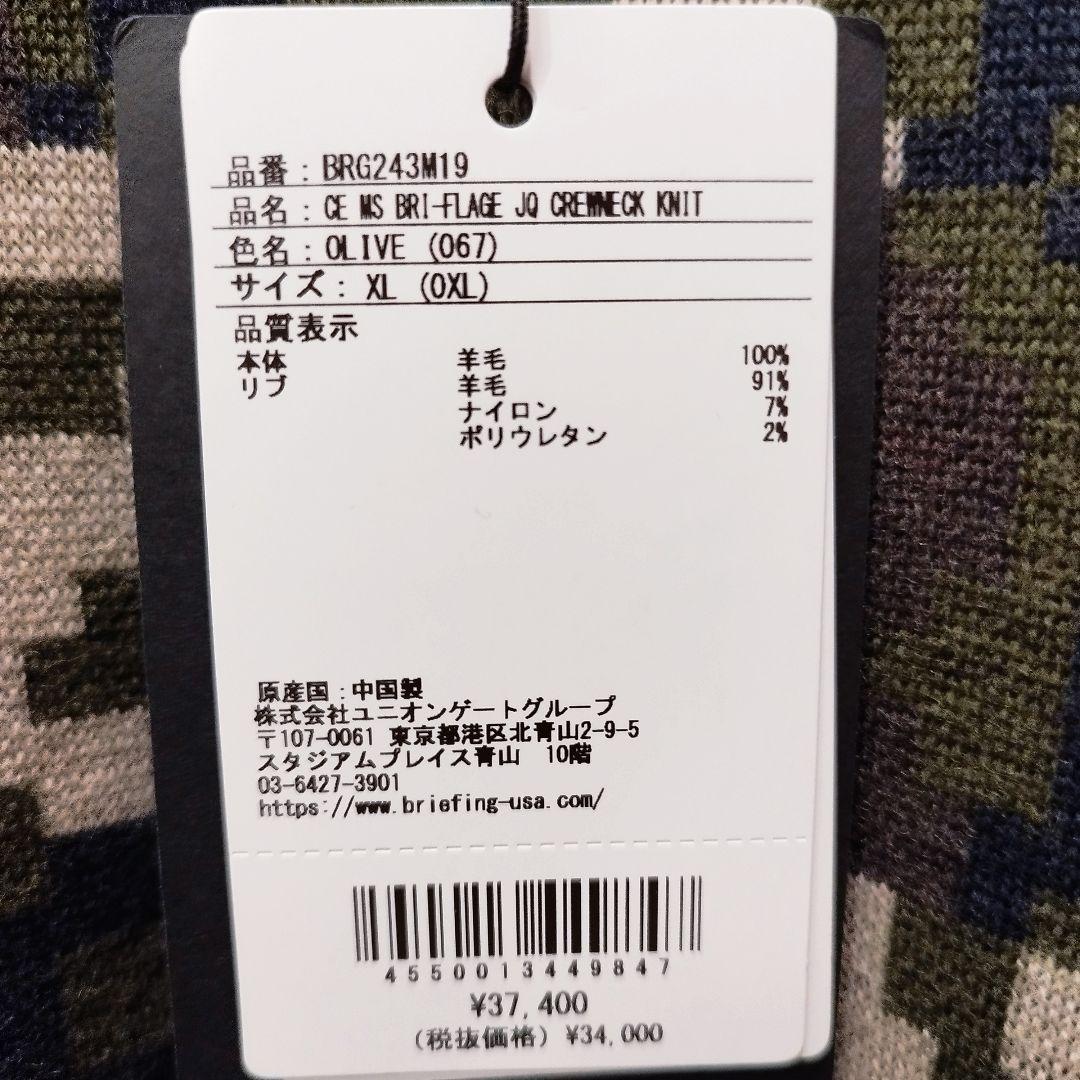 品番：BRG243M19
品名：CE MS BRI-FLAGE JQ CREWNECK KNIT
色名：OLIVE (067)
サイズ： XL (0XL)
品質表示
本体 羊毛 100%
リブ 羊毛 91%
ナイロン 7%
ポリウレタン 2%
原産国：中国製
株式会社ユニオンゲートグループ
〒107-0061 東京都港区北青山2-9-5
スタジアムプレイス青山 10階
03-6427-3901
https://www.briefing-usa.com/
4550013449847
¥37,400
（税抜価格）¥34,000